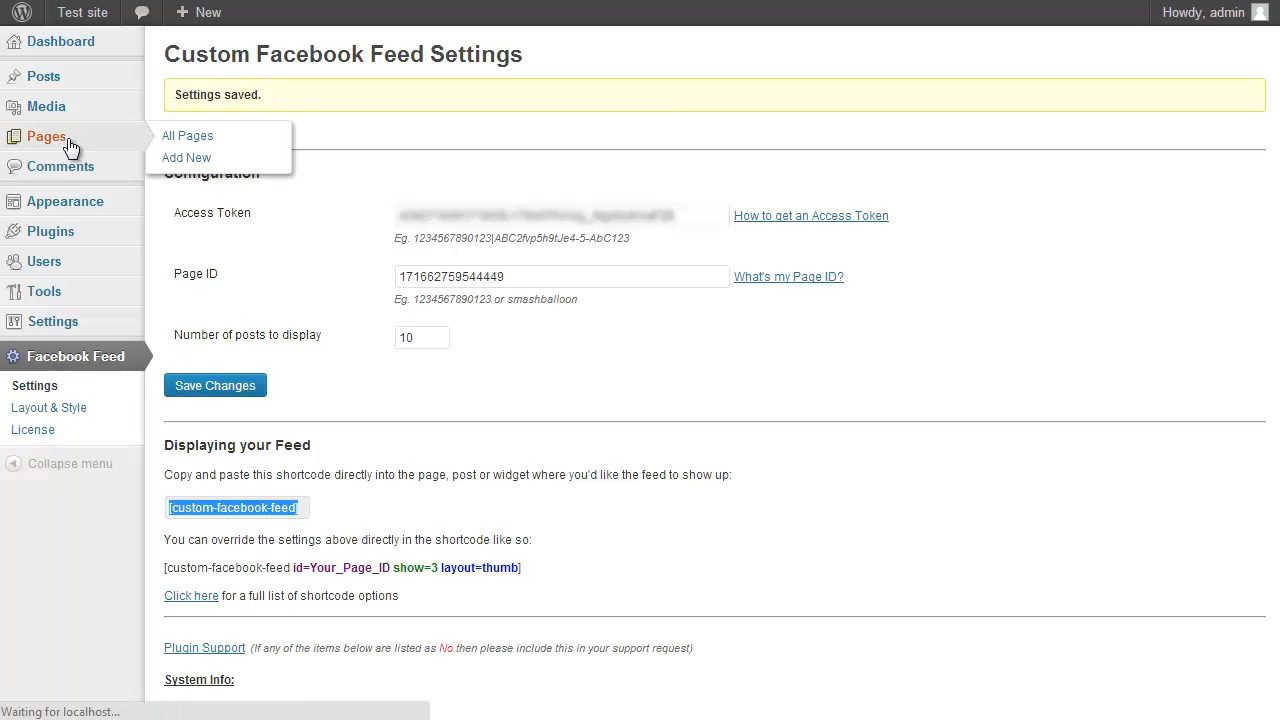 Test site New Howdy, admin
Dashboard
Posts
Media
Pages
Comments
Appearance
Plugins
Users
Tools
Settings
Facebook Feed
Settings
Layout & Style
License
Collapse menu
All Pages
Add New
Custom Facebook Feed Settings
Settings saved.
Configuration
Access Token How to get an Access Token
Eg. 1234567890123|ABC2fvp5h9tJe4-5-AbC123
Page ID 171662759544449 What's my Page ID?
Eg. 1234567890123 or smashballoon
Number of posts to display 10
Save Changes
Displaying your Feed
Copy and paste this shortcode directly into the page, post or widget where you'd like the feed to show up:
[custom-facebook-feed]
You can override the settings above directly in the shortcode like so:
[custom-facebook-feed id=Your_Page_ID show=3 layout=thumb]
Click here for a full list of shortcode options
Plugin Support (If any of the items below are listed as No then please include this in your support request)
System Info:
Waiting for localhost...